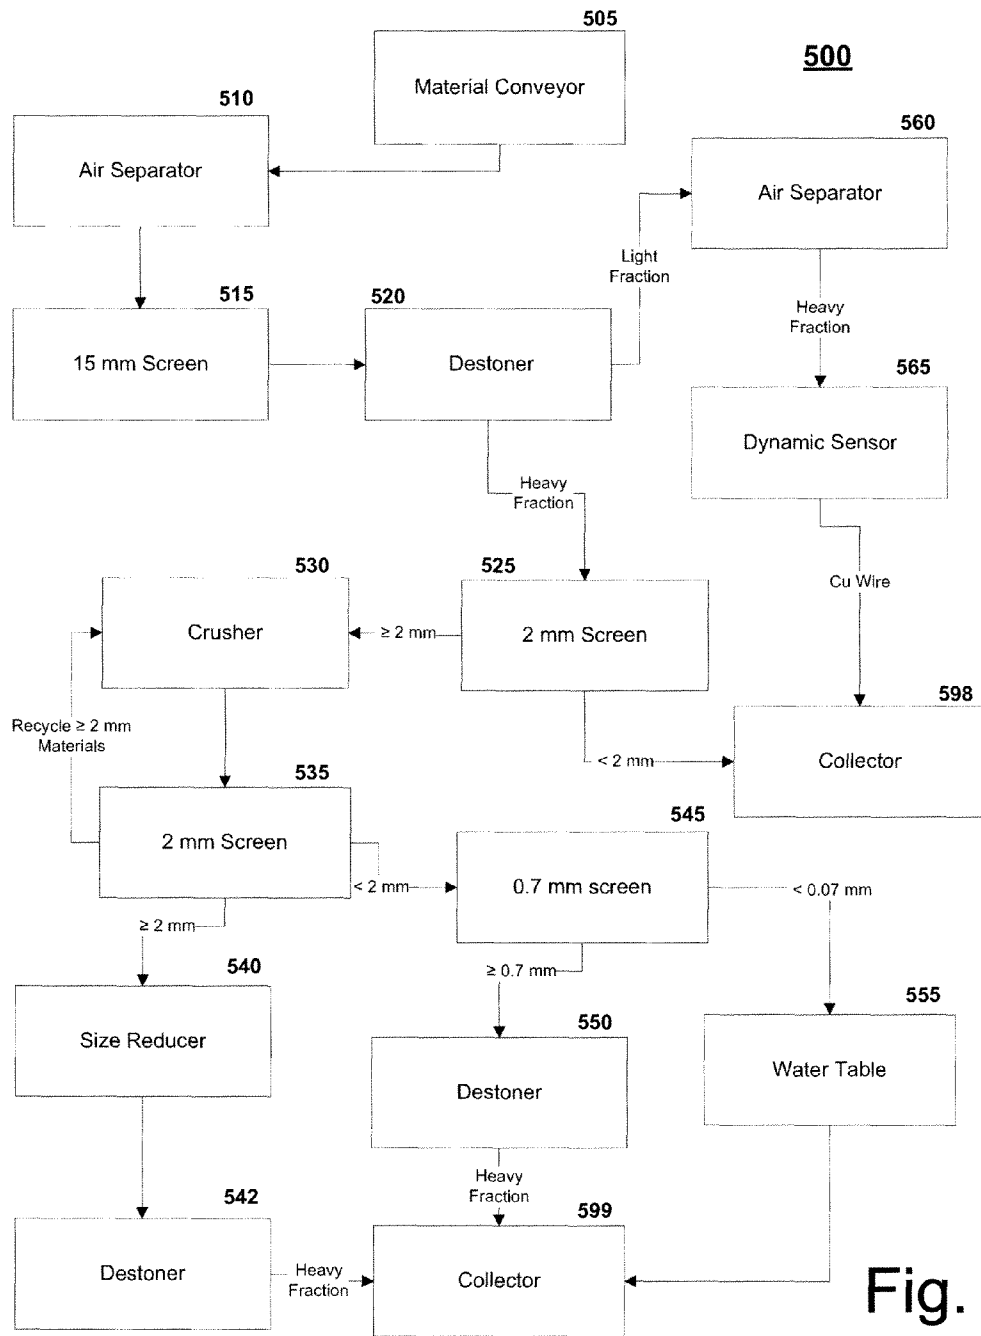 505
500
Material Conveyor
510
Air Separator
560
Air Separator
Light
Fraction
Heavy
Fraction
515
15 mm Screen
520
Destoner
565
Dynamic Sensor
Heavy
Fraction
530
Crusher
525
≥ 2 mm
2 mm Screen
Cu Wire
Recycle ≥ 2 mm
Materials
598
Collector
< 2 mm
535
2 mm Screen
545
< 2 mm
0.7 mm screen
< 0.07 mm
≥ 2 mm
≥ 0.7 mm
540
Size Reducer
550
Destoner
555
Water Table
Heavy
Fraction
542
Destoner
Heavy
Fraction
599
Collector
Fig.